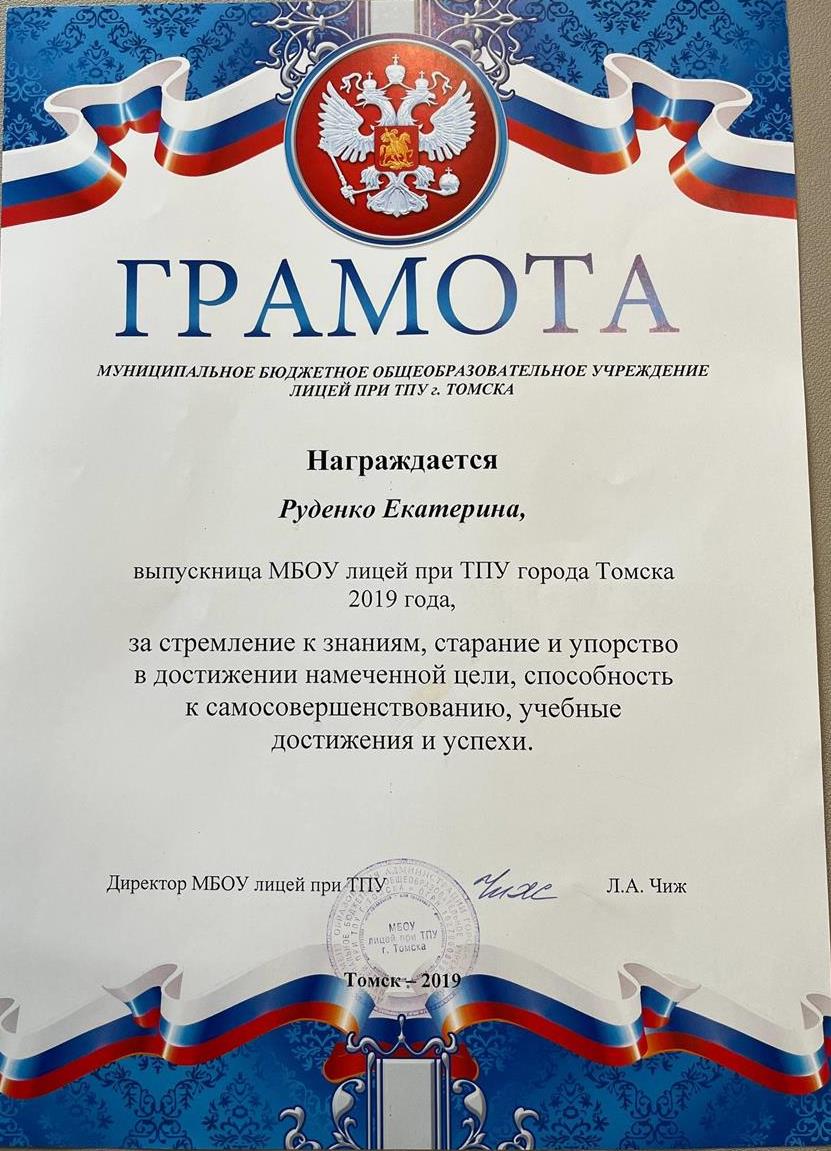 ГРАМОТА
МУНИЦИПАЛЬНОЕ БЮДЖЕТНОЕ ОБЩЕОБРАЗОВАТЕЛЬНОЕ УЧРЕЖДЕНИЕ
ЛИЦЕЙ ПРИ ТПУ г. ТОМСКА
Награждается
Руденко Екатерина,
выпускница МБОУ лицей при ТПУ города Томска
2019 года,
за стремление к знаниям, старание и упорство
в достижении намеченной цели, способность
к самосовершенствованию, учебные
достижения и успехи.
Директор МБОУ лицей при ТПУ Чиж Л.А. Чиж
МБОУ
лицей при ТПУ
г. Томска
Томск – 2019